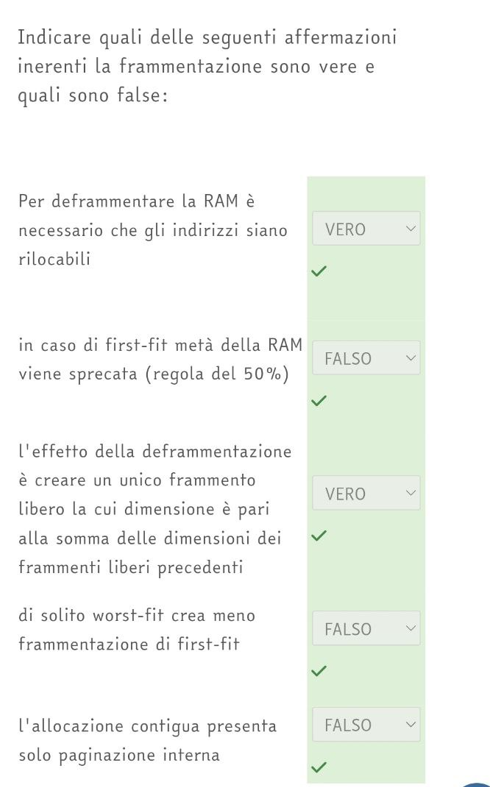 Indicare quali delle seguenti affermazioni
inerenti la frammentazione sono vere e
quali sono false:
Per deframmentare la RAM è
necessario che gli indirizzi siano
rilocabili
VERO
in caso di first-fit metà della RAM
viene sprecata (regola del 50%)
FALSO
l'effetto della deframmentazione
è creare un unico frammento
libero la cui dimensione è pari
alla somma delle dimensioni dei
frammenti liberi precedenti
VERO
di solito worst-fit crea meno
frammentazione di first-fit
FALSO
l'allocazione contigua presenta
solo paginazione interna
FALSO